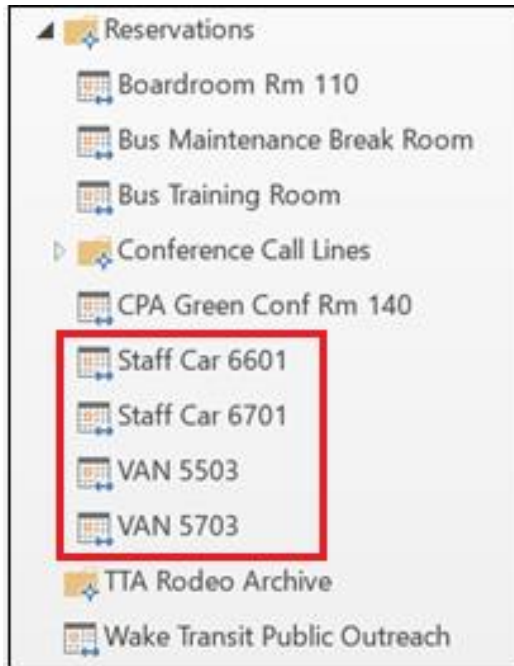 Reservations
Boardroom Rm 110
Bus Maintenance Break Room
Bus Training Room
Conference Call Lines
CPA Green Conf Rm 140
Staff Car 6601
Staff Car 6701
VAN 5503
VAN 5703
TTA Rodeo Archive
Wake Transit Public Outreach